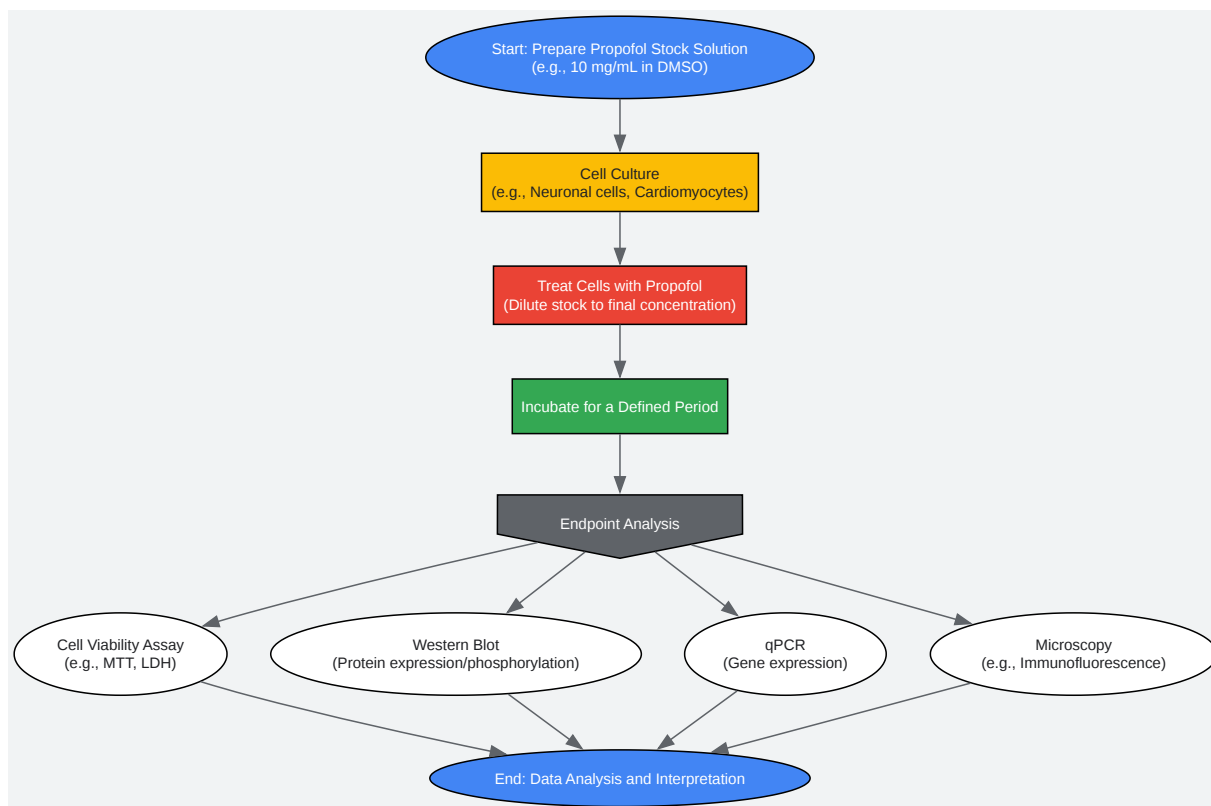 Start: Prepare Propofol Stock Solution
(e.g., 10 mg/mL in DMSO)
Cell Culture
(e.g., Neuronal cells, Cardiomyocytes)
Treat Cells with Propofol
(Dilute stock to final concentration)
Incubate for a Defined Period
Endpoint Analysis
Cell Viability Assay
(e.g., MTT, LDH)
Western Blot
(Protein expression/phosphorylation)
qPCR
(Gene expression)
Microscopy
(e.g., Immunofluorescence)
End: Data Analysis and Interpretation